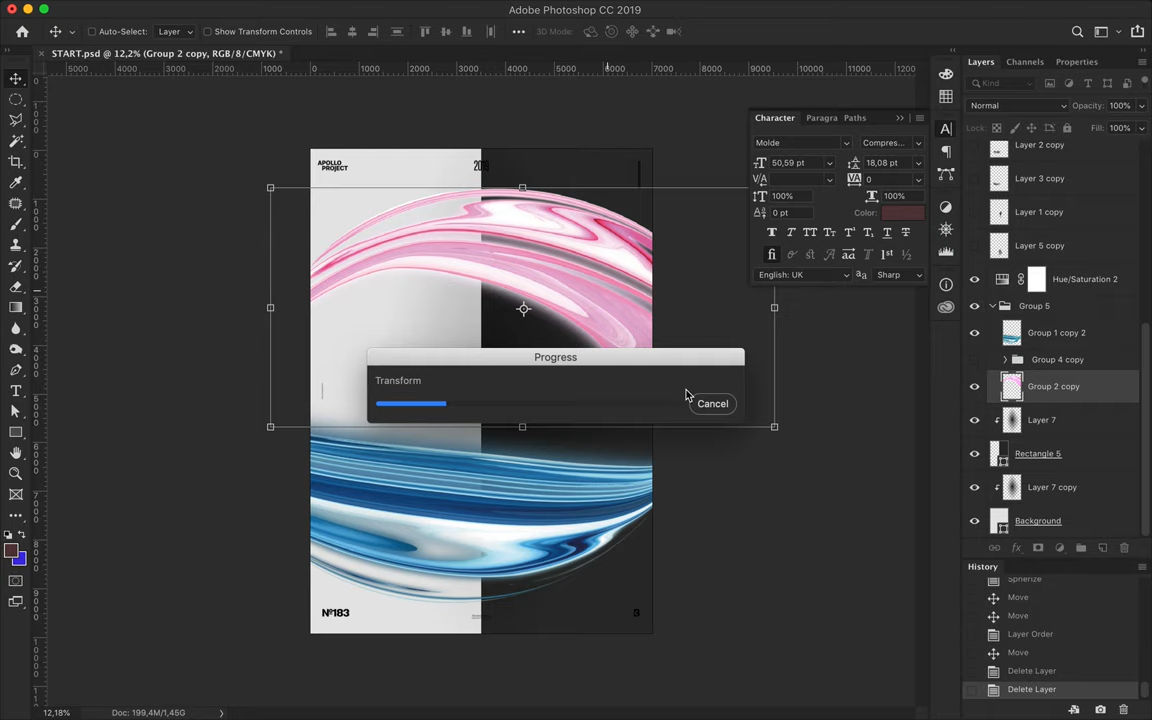 Adobe Photoshop CC 2019
Auto-Select: Layer Show Transform Controls 3D Mode:
START.psd @ 12,2% (Group 2 copy, RGB/8/CMYK) *
5000 4000 3000 2000 1000 0 1000 2000 3000 4000 5000 6000 7000 8000 9000 10000 11000 1200
APOLLO
PROJECT
2019
Nº183
3
Progress
Transform
Cancel
Character Paragra Paths
Molde Compres...
50,59 pt 18,08 pt
0
100% 100%
0 pt Color:
English: UK Sharp
Layers Channels Properties
Kind
Normal Opacity: 100%
Lock: Fill: 100%
Layer 2 copy
Layer 3 copy
Layer 1 copy
Layer 5 copy
Hue/Saturation 2
Group 5
Group 1 copy 2
Group 4 copy
Group 2 copy
Layer 7
Rectangle 5
Layer 7 copy
Background
History
Spherize
Move
Move
Layer Order
Move
Delete Layer
Delete Layer
12,18% Doc: 199,4M/1,45G